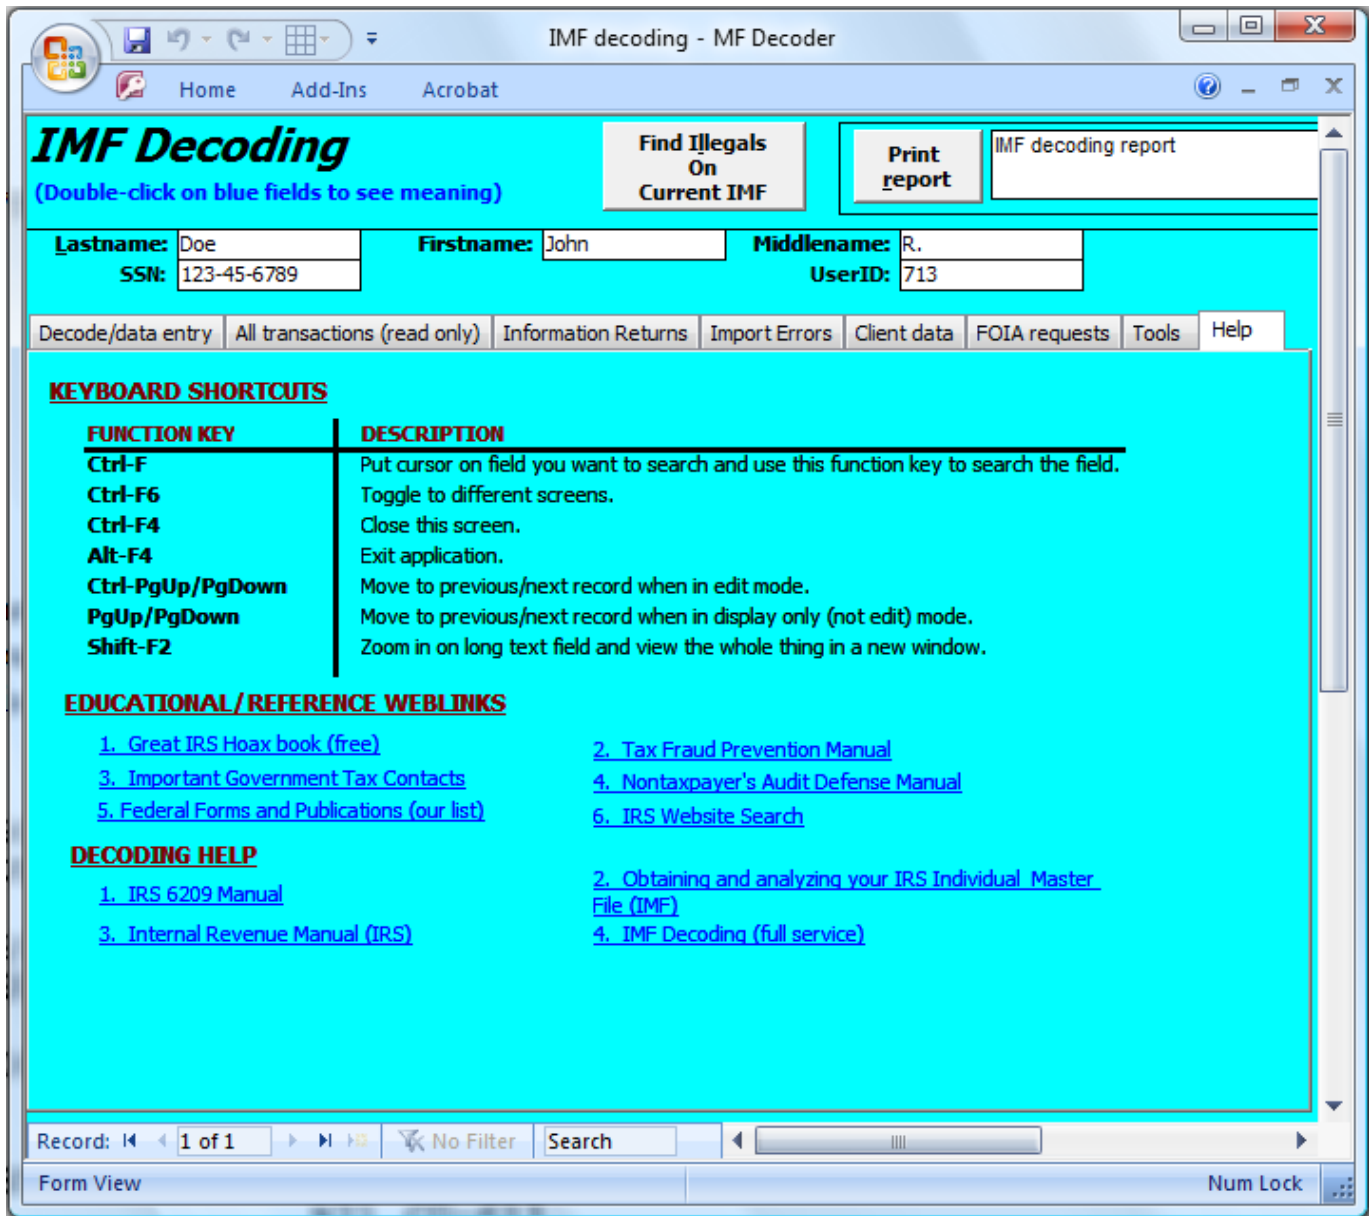 IMF decoding - MF Decoder
Home Add-Ins Acrobat
IMF Decoding
(Double-click on blue fields to see meaning)
Find Illegals
On
Current IMF
Print
report
IMF decoding report
Lastname: Doe Firstname: John Middlename: R.
SSN: 123-45-6789 UserID: 713
Decode/data entry All transactions (read only) Information Returns Import Errors Client data FOIA requests Tools Help
KEYBOARD SHORTCUTS
FUNCTION KEY DESCRIPTION
Ctrl-F Put cursor on field you want to search and use this function key to search the field.
Ctrl-F6 Toggle to different screens.
Ctrl-F4 Close this screen.
Alt-F4 Exit application.
Ctrl-PgUp/PgDown Move to previous/next record when in edit mode.
PgUp/PgDown Move to previous/next record when in display only (not edit) mode.
Shift-F2 Zoom in on long text field and view the whole thing in a new window.
EDUCATIONAL/REFERENCE WEBLINKS
1. Great IRS Hoax book (free) 2. Tax Fraud Prevention Manual
3. Important Government Tax Contacts 4. Nontaxpayer's Audit Defense Manual
5. Federal Forms and Publications (our list) 6. IRS Website Search
DECODING HELP
1. IRS 6209 Manual
2. Obtaining and analyzing your IRS Individual Master
File (IMF)
3. Internal Revenue Manual (IRS) 4. IMF Decoding (full service)
Record: 1 of 1 No Filter Search
Form View Num Lock